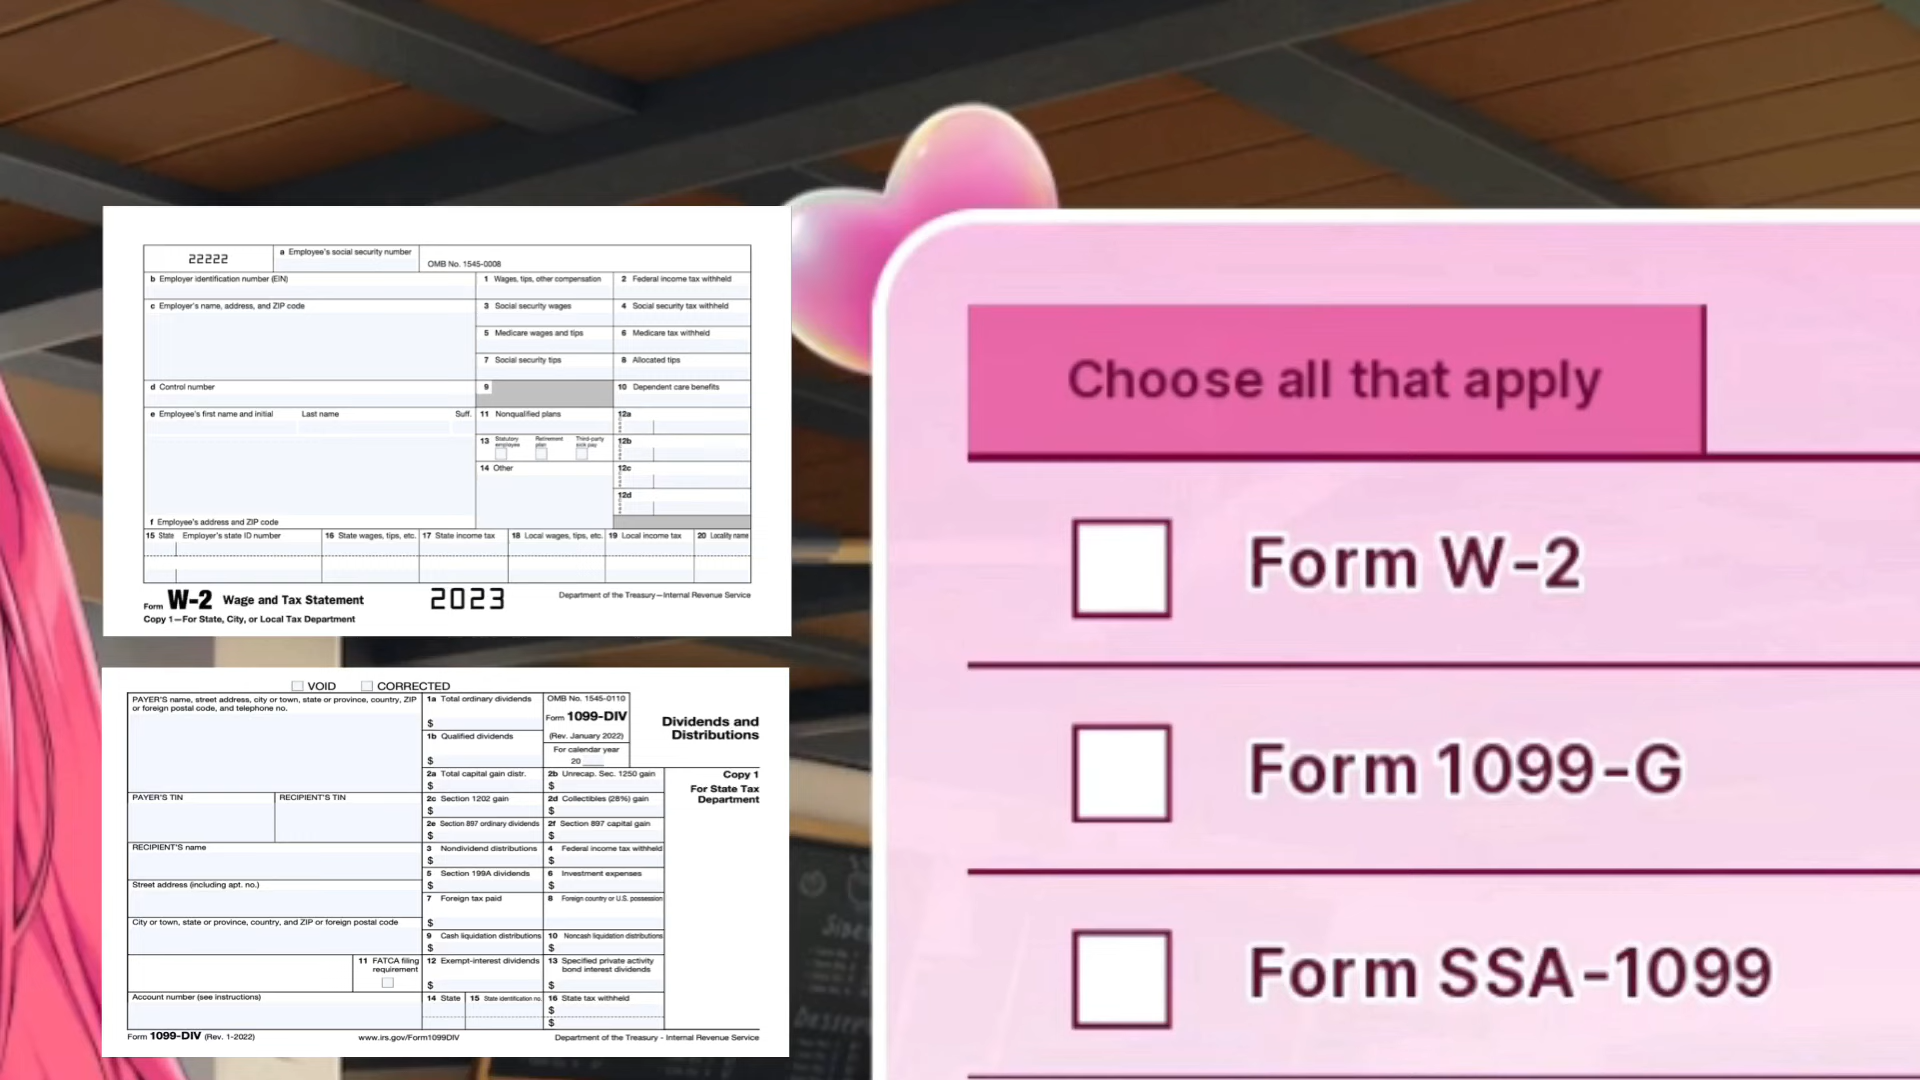 22222
a Employee's social security number
OMB No. 1545-0008
b Employer identification number (EIN)
1 Wages, tips, other compensation
2 Federal income tax withheld
c Employer's name, address, and ZIP code
3 Social security wages
4 Social security tax withheld
5 Medicare wages and tips
6 Medicare tax withheld
7 Social security tips
8 Allocated tips
d Control number
9
10 Dependent care benefits
e Employee's first name and initial
Last name
Suff.
11 Nonqualified plans
12a
13 Statutory employee
Retirement plan
Third-party sick pay
12b
14 Other
12c
12d
f Employee's address and ZIP code
15 State
Employer's state ID number
16 State wages, tips, etc.
17 State income tax
18 Local wages, tips, etc.
19 Local income tax
20 Locality name
Form W-2 Wage and Tax Statement
2023
Department of the Treasury—Internal Revenue Service
Copy 1—For State, City, or Local Tax Department
VOID
CORRECTED
PAYER'S name, street address, city or town, state or province, country, ZIP
or foreign postal code, and telephone no.
1a Total ordinary dividends
$
OMB No. 1545-0110
Form 1099-DIV
(Rev. January 2022)
For calendar year
20 ____
Dividends and
Distributions
1b Qualified dividends
$
2a Total capital gain distr.
$
2b Unrecap. Sec. 1250 gain
$
Copy 1
For State Tax
Department
PAYER'S TIN
RECIPIENT'S TIN
2c Section 1202 gain
$
2d Collectibles (28%) gain
$
2e Section 897 ordinary dividends
$
2f Section 897 capital gain
$
RECIPIENT'S name
3 Nondividend distributions
$
4 Federal income tax withheld
$
5 Section 199A dividends
$
6 Investment expenses
$
Street address (including apt. no.)
7 Foreign tax paid
$
8 Foreign country or U.S. possession
City or town, state or province, country, and ZIP or foreign postal code
9 Cash liquidation distributions
$
10 Noncash liquidation distributions
$
11 FATCA filing
requirement
12 Exempt-interest dividends
$
13 Specified private activity
bond interest dividends
$
Account number (see instructions)
14 State
15 State identification no.
16 State tax withheld
$
$
Form 1099-DIV (Rev. 1-2022)
www.irs.gov/Form1099DIV
Department of the Treasury - Internal Revenue Service
Choose all that apply
Form W-2
Form 1099-G
Form SSA-1099